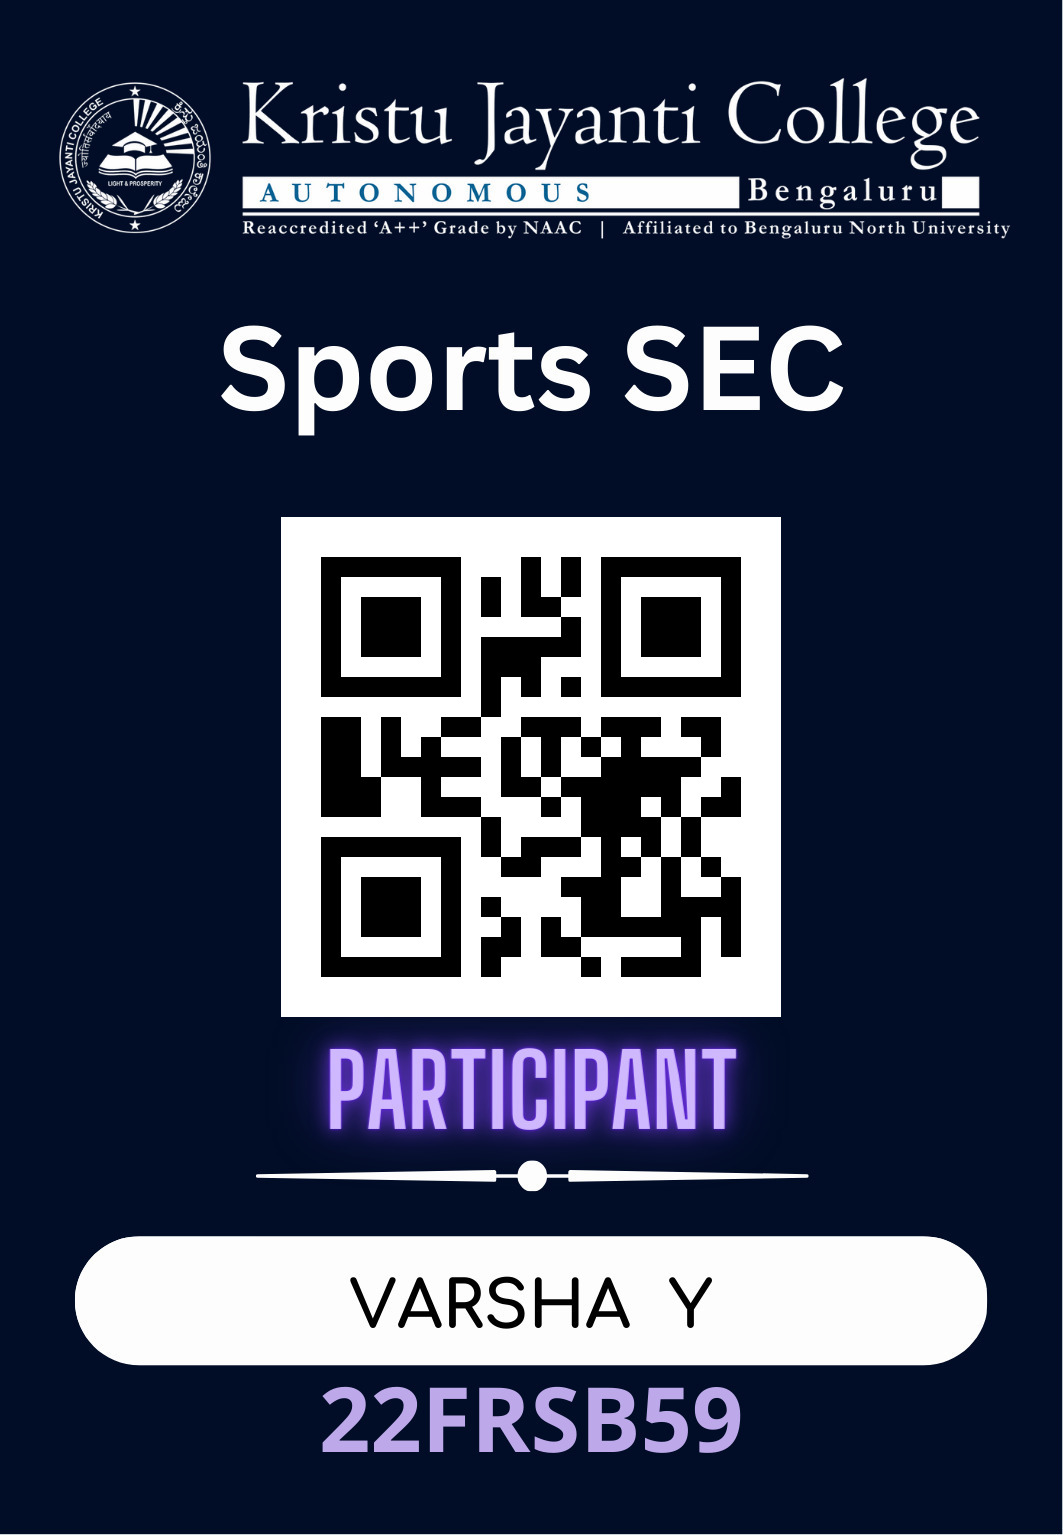 KRISTU JAYANTI COLLEGE
LIGHT & PROSPERITY
Kristu Jayanti College
AUTONOMOUS Bengaluru
Reaccredited ‘A++’ Grade by NAAC | Affiliated to Bengaluru North University
Sports SEC
PARTICIPANT
VARSHA Y
22FRSB59